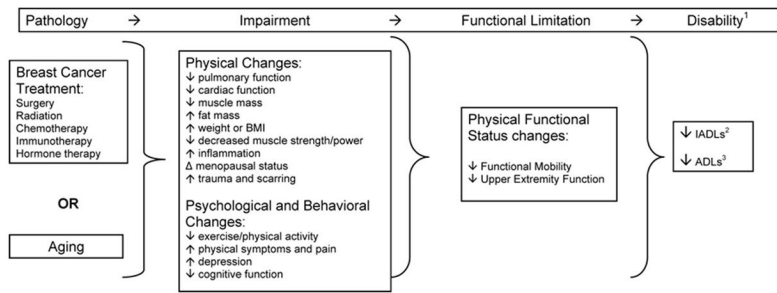 Pathology → Impairment → Functional Limitation → Disability¹
Breast Cancer
Treatment:
Surgery
Radiation
Chemotherapy
Immunotherapy
Hormone therapy
OR
Aging
Physical Changes:
↓ pulmonary function
↓ cardiac function
↓ muscle mass
↑ fat mass
↑ weight or BMI
↓ decreased muscle strength/power
↑ inflammation
Δ menopausal status
↑ trauma and scarring
Psychological and Behavioral
Changes:
↓ exercise/physical activity
↑ physical symptoms and pain
↑ depression
↓ cognitive function
Physical Functional
Status changes:
↓ Functional Mobility
↓ Upper Extremity Function
↓ IADLs²
↓ ADLs³